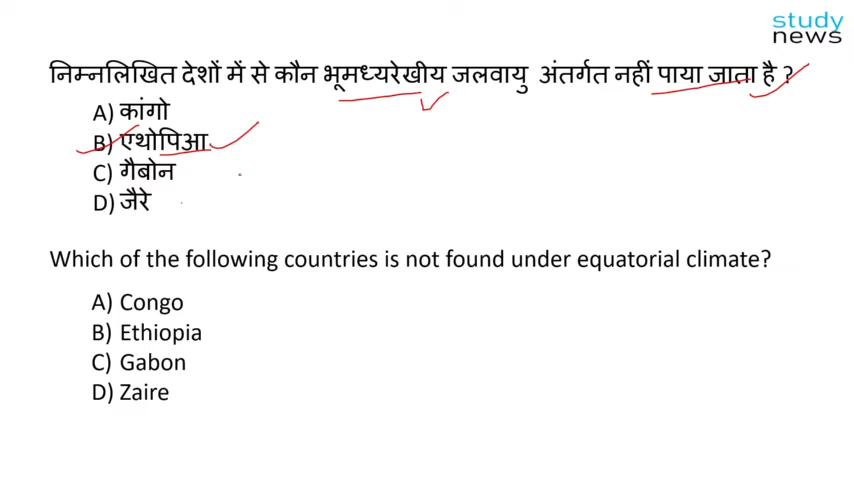 study
news
निम्नलिखित देशों में से कौन भूमध्यरेखीय जलवायु अंतर्गत नहीं पाया जाता है ?
A) कांगो
B) एथोपिआ
C) गैबोन
D) जैरे
Which of the following countries is not found under equatorial climate?
A) Congo
B) Ethiopia
C) Gabon
D) Zaire